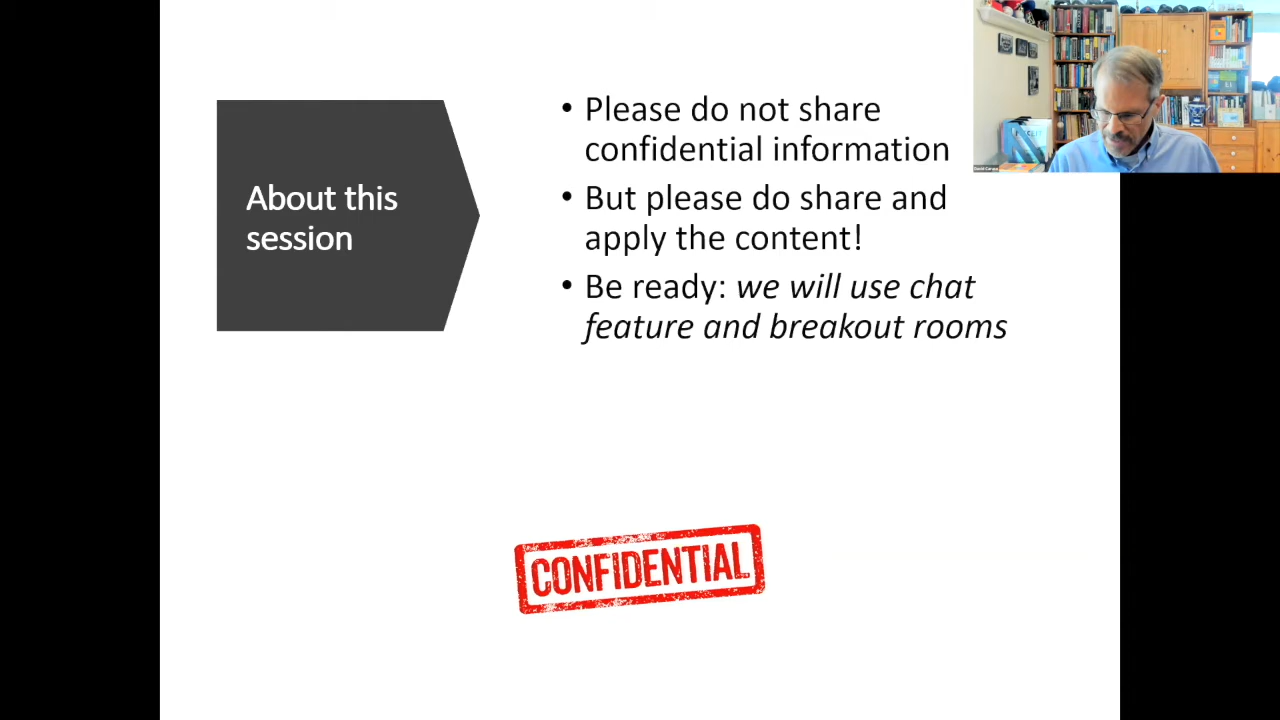 About this
session
• Please do not share
confidential information
• But please do share and
apply the content!
• Be ready: we will use chat
feature and breakout rooms
CONFIDENTIAL